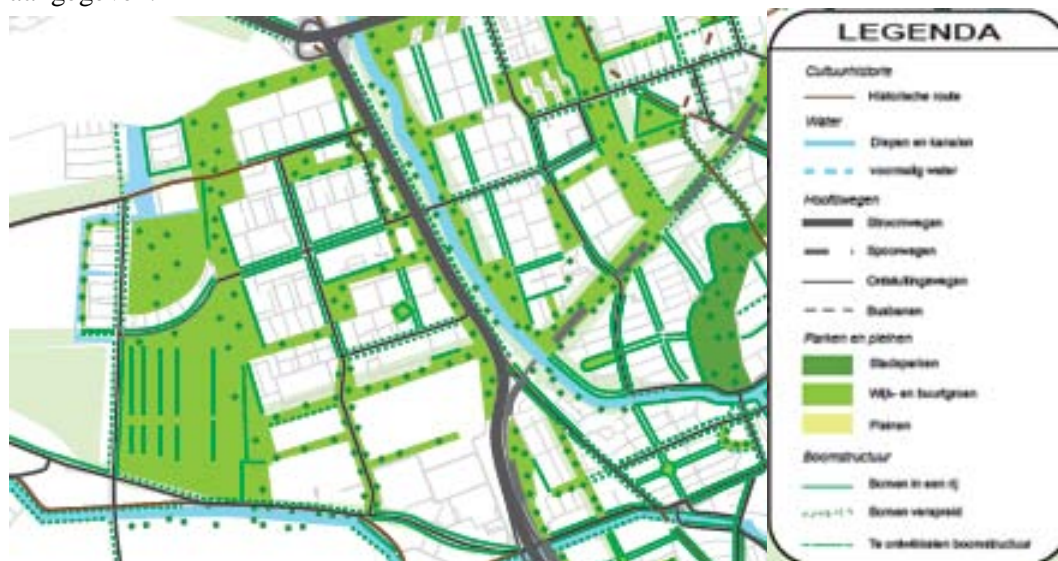 aangegeven.
LEGENDA
Cultuurhistorie
Historische route
Water
Diepen en kanalen
voormalig water
Hoofdwegen
Stroomwegen
Spoorwegen
Ontsluitingswegen
Busbanen
Parken en pleinen
Stadsparken
Wijk- en buurtgroen
Pleinen
Boomstructuur
Bomen in een rij
Bomen verspreid
Te ontwikkelen boomstructuur